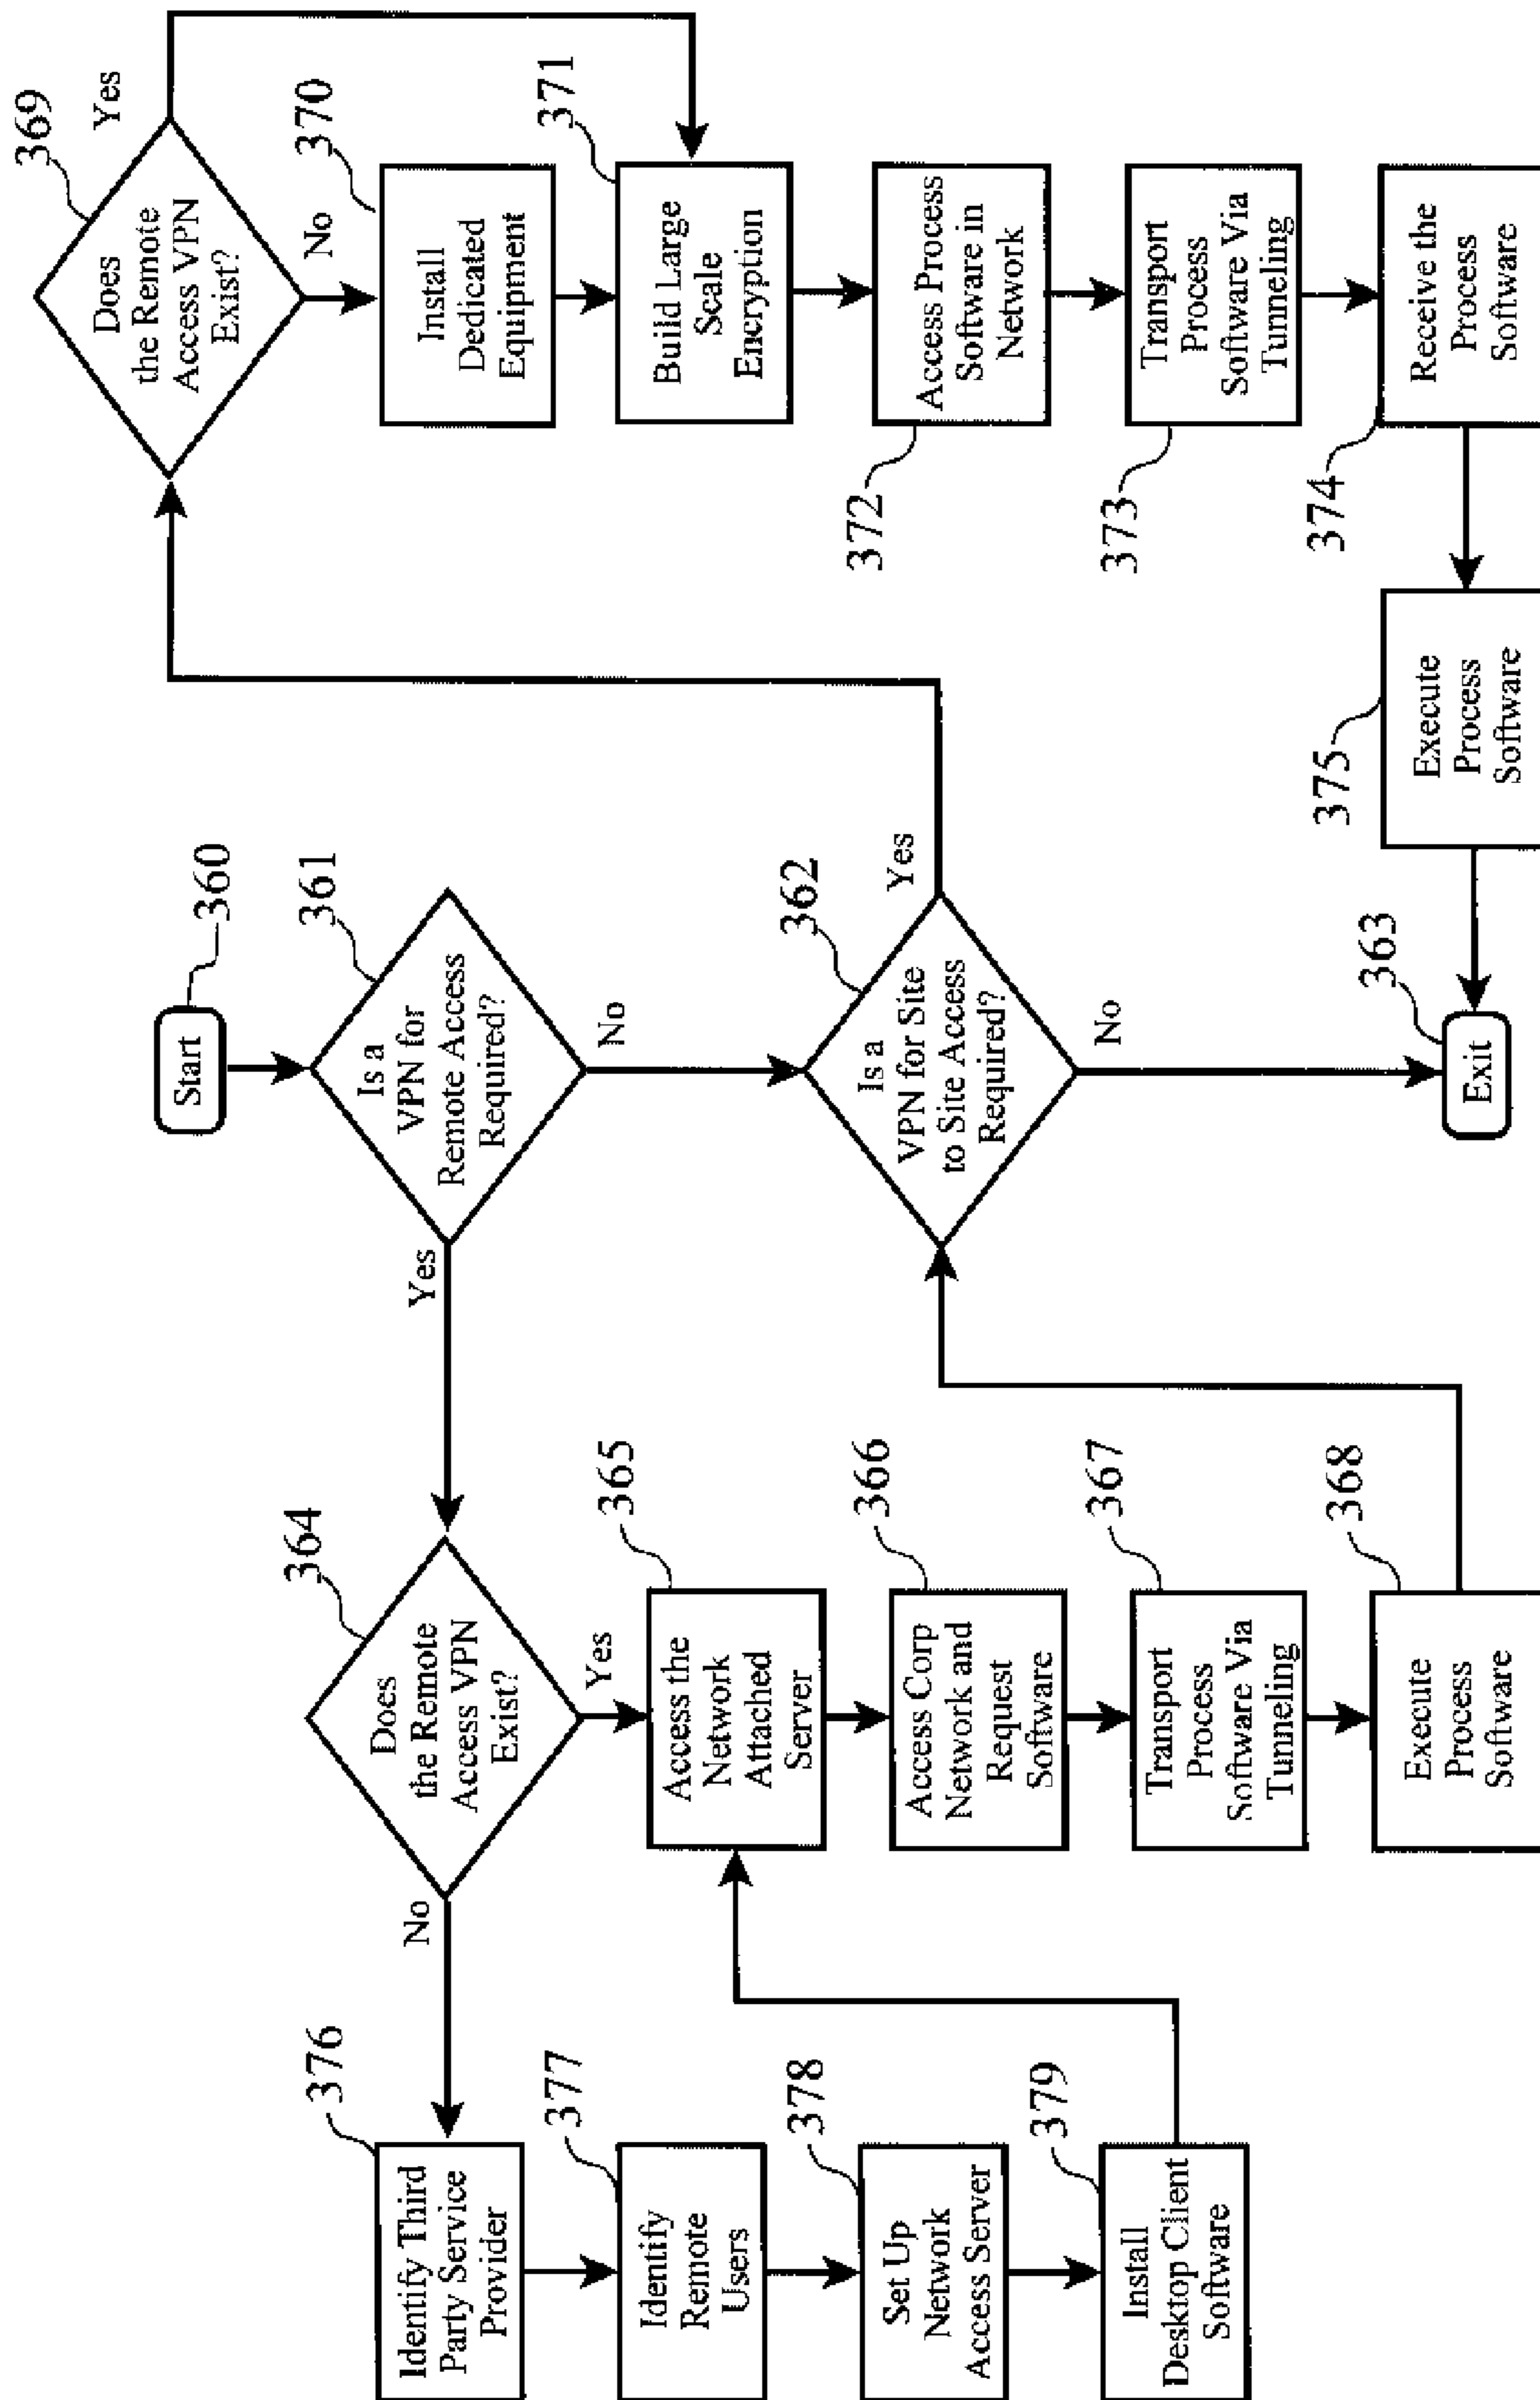 360
Start
361
Is a
VPN for
Remote Access
Required?
Yes
No
362
Is a
VPN for Site
to Site Access
Required?
Yes
No
363
Exit
364
Does
the Remote
Access VPN
Exist?
No
Yes
365
Access the
Network
Attached
Server
366
Access Corp
Network and
Request
Software
367
Transport
Process
Software Via
Tunneling
368
Execute
Process
Software
376
Identify Third
Party Service
Provider
377
Identify
Remote
Users
378
Set Up
Network
Access Server
379
Install
Desktop Client
Software
369
Does
the Remote
Access VPN
Exist?
Yes
No
370
Install
Dedicated
Equipment
371
Build Large
Scale
Encryption
372
Access Process
Software in
Network
373
Transport
Process
Software Via
Tunneling
374
Receive the
Process
Software
375
Execute
Process
Software